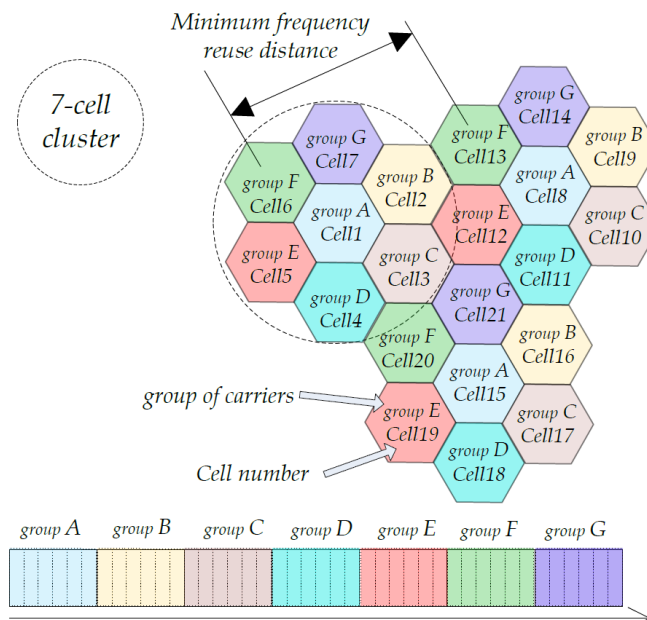 Minimum frequency
reuse distance
7-cell
cluster
group G
Cell7
group F
Cell6
group B
Cell2
group A
Cell1
group E
Cell5
group C
Cell3
group D
Cell4
group G
Cell14
group F
Cell13
group B
Cell9
group A
Cell8
group E
Cell12
group C
Cell10
group D
Cell11
group G
Cell21
group F
Cell20
group B
Cell16
group A
Cell15
group E
Cell19
group C
Cell17
group D
Cell18
group of carriers
Cell number
group A group B group C group D group E group F group G